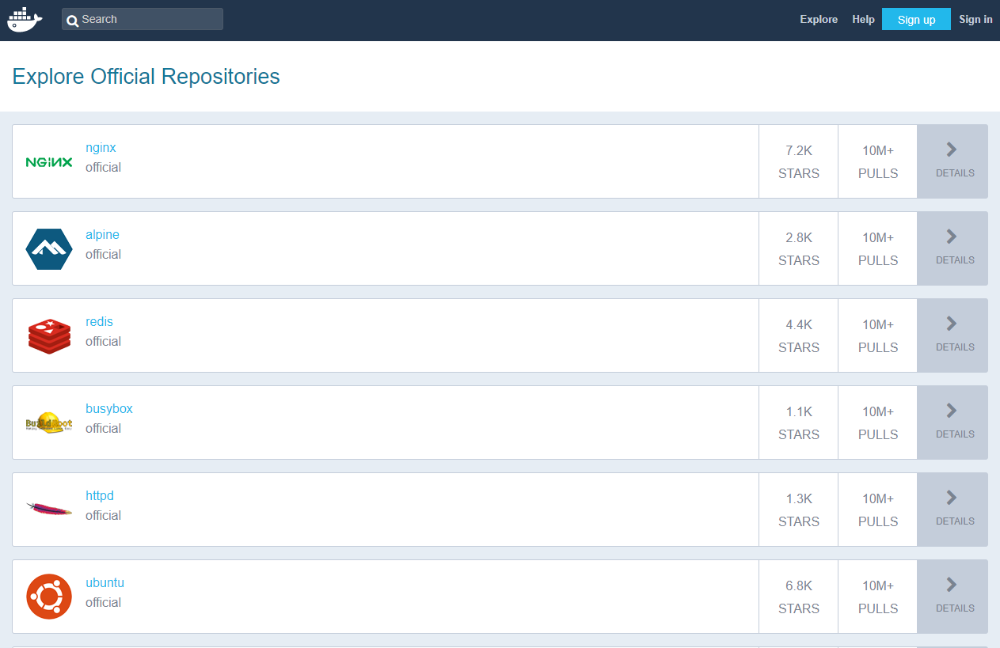 Search
Explore
Help
Sign up
Sign in
Explore Official Repositories
NGiNX
nginx
official
7.2K
STARS
10M+
PULLS
DETAILS
alpine
official
2.8K
STARS
10M+
PULLS
DETAILS
redis
official
4.4K
STARS
10M+
PULLS
DETAILS
BuildRoot
busybox
official
1.1K
STARS
10M+
PULLS
DETAILS
httpd
official
1.3K
STARS
10M+
PULLS
DETAILS
ubuntu
official
6.8K
STARS
10M+
PULLS
DETAILS